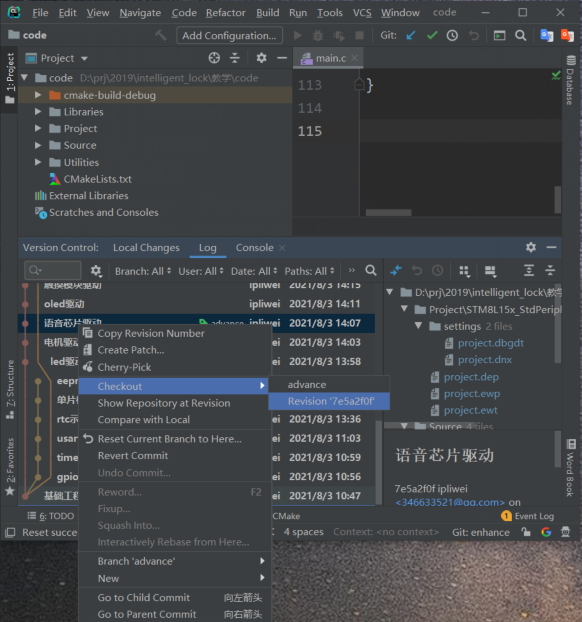 File Edit View Navigate Code Refactor Build Run Tools VCS Window code
code Add Configuration... Git:
1: Project
Project
code D:\prj\2019\intelligent_lock\教学\code
cmake-build-debug
Libraries
Project
Source
Utilities
CMakeLists.txt
External Libraries
Scratches and Consoles
main.c
113 }
114
115
Database
Version Control: Local Changes Log Console
Branch: All User: All Date: All Paths: All
触摸模块驱动 ipliwei 2021/8/3 14:15
oled驱动 ipliwei 2021/8/3 14:11
语音芯片驱动 advance ipliwei 2021/8/3 14:07
电机驱动 2021/8/3 14:03
led驱动 2021/8/3 13:58
eepr
单片机
rtc示 2021/8/3 13:36
usar 2021/8/3 11:03
time 2021/8/3 10:59
gpio 2021/8/3 10:56
基础工程 2021/8/3 10:47
Copy Revision Number
Create Patch...
Cherry-Pick
Checkout
advance
Revision '7e5a2f0f'
Show Repository at Revision
Compare with Local
Reset Current Branch to Here...
Revert Commit
Undo Commit...
Reword... F2
Fixup...
Squash Into...
Interactively Rebase from Here...
Branch 'advance'
New
Go to Child Commit 向左箭头
Go to Parent Commit 向右箭头
D:\prj\2019\intelligent_lock\教学
Project\STM8L15x_StdPeriph
settings 2 files
project.dbgdt
project.dnx
project.dep
project.ewp
project.ewt
Source 4 files
语音芯片驱动
7e5a2f0f ipliwei
<346633521@qq.com> on
7: Structure
2: Favorites
Word Book
6: TODO CMake 1 Event Log
Reset succe 4 spaces Context: <no context> Git: enhance